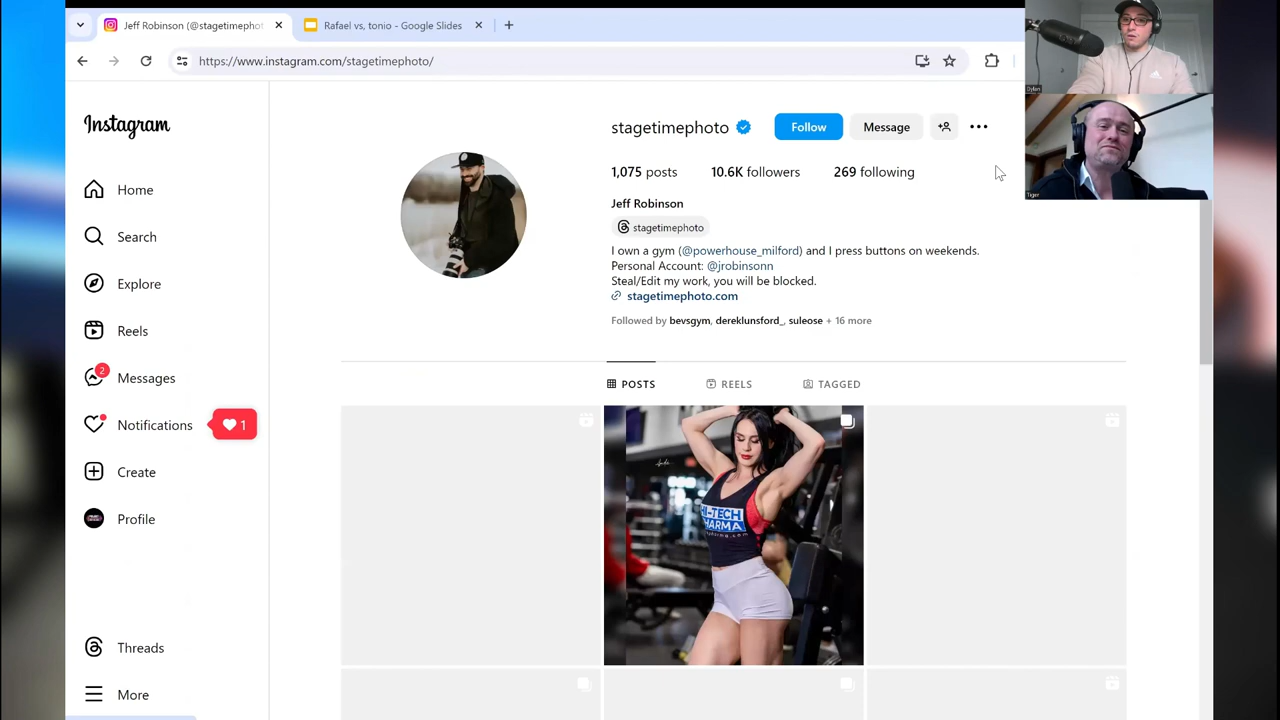 Jeff Robinson (@stagetimephot
Rafael vs, tonio - Google Slides
https://www.instagram.com/stagetimephoto/
Dylan
Tiger
Instagram
Home
Search
Explore
Reels
2
Messages
Notifications
1
Create
Profile
Threads
More
stagetimephoto
Follow
Message
1,075 posts
10.6K followers
269 following
Jeff Robinson
stagetimephoto
I own a gym (@powerhouse_milford) and I press buttons on weekends.
Personal Account: @jrobinsonn
Steal/Edit my work, you will be blocked.
stagetimephoto.com
Followed by bevsgym, dereklunsford_, suleose + 16 more
POSTS
REELS
TAGGED
HI-TECH
PHARMA